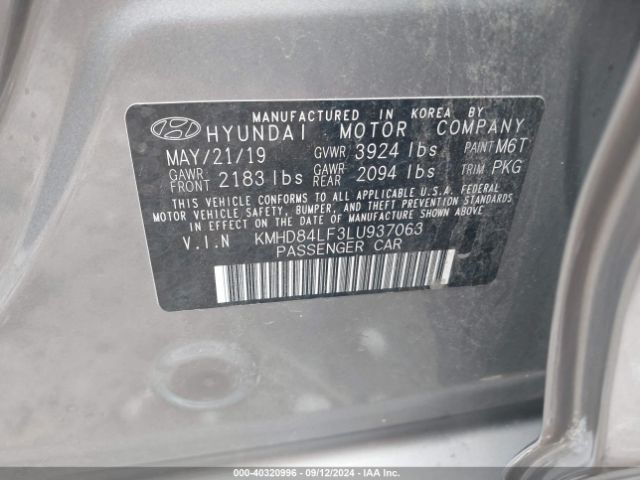 MANUFACTURED IN KOREA BY
HYUNDAI MOTOR COMPANY
MAY/21/19 GVWR 3924 lbs PAINT M6T
GAWR FRONT 2183 lbs GAWR REAR 2094 lbs TRIM PKG
THIS VEHICLE CONFORMS TO ALL APPLICABLE U.S.A. FEDERAL
MOTOR VEHICLE SAFETY, BUMPER, AND THEFT PREVENTION STANDARDS
IN EFFECT ON THE DATE OF MANUFACTURE SHOWN ABOVE.
V.I.N KMHD84LF3LU937063
PASSENGER CAR
000-40320996 - 09/12/2024 - IAA Inc.